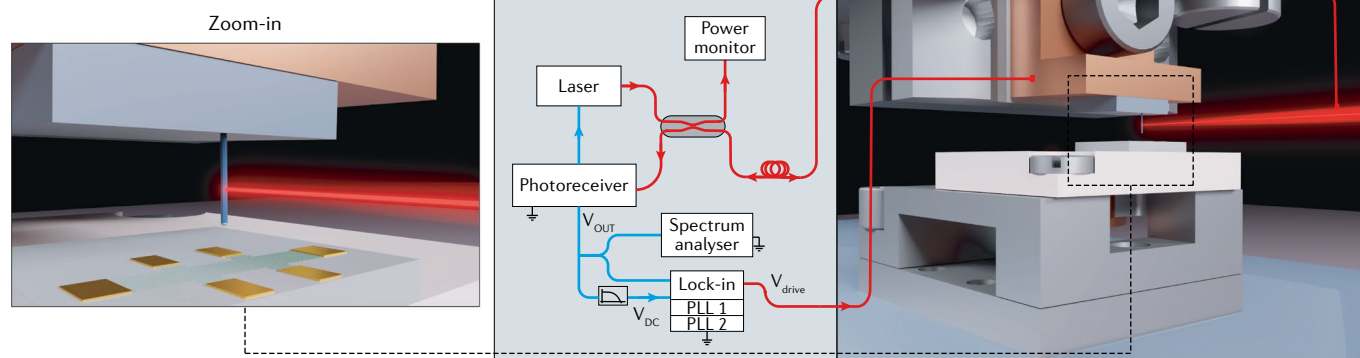 Zoom-in
Power
monitor
Laser
Photoreceiver
V_OUT
Spectrum
analyser
Lock-in
V_drive
PLL 1
V_DC
PLL 2